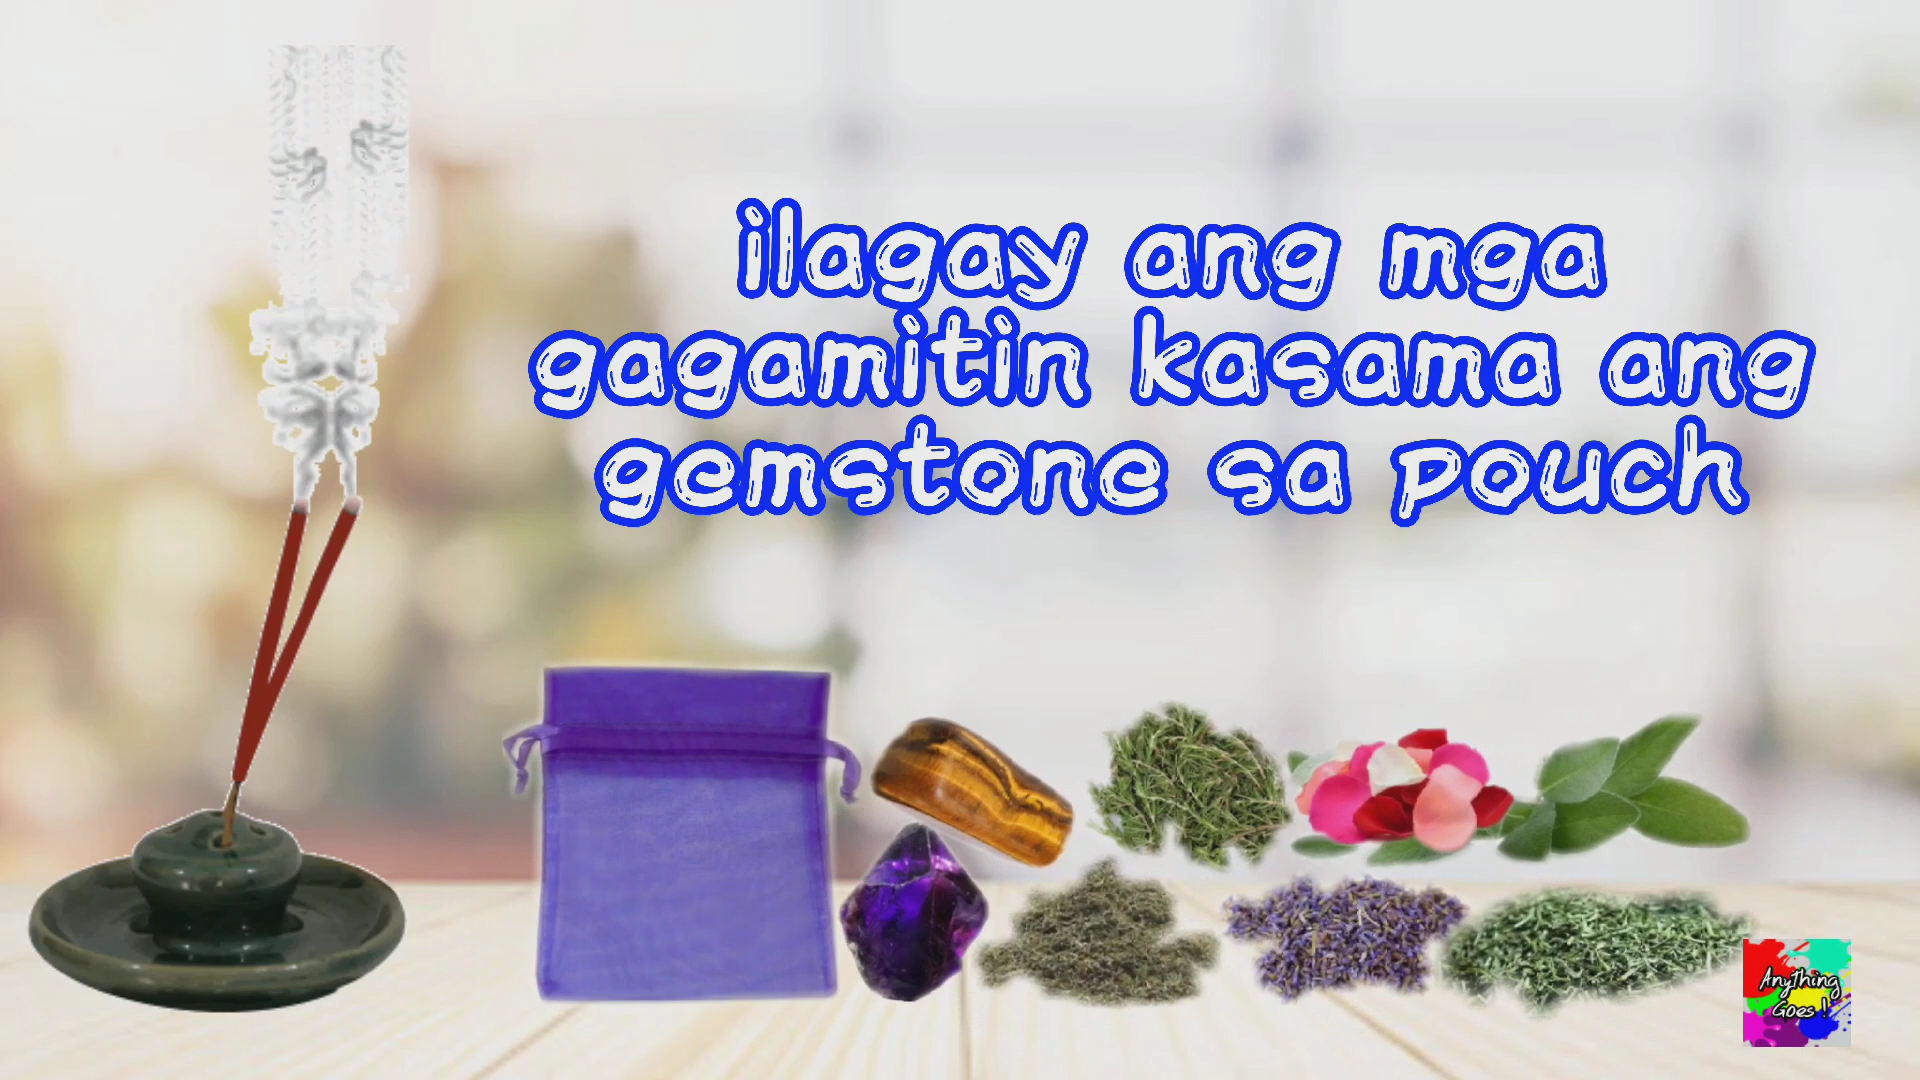 ilagay ang mga
gagamitin kasama ang
gemstone sa pouch
Anything
Goes!